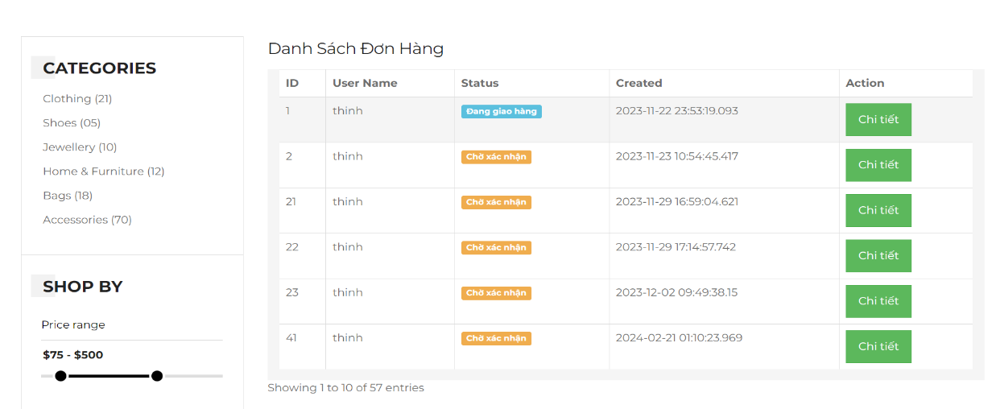 CATEGORIES
Clothing (21)
Shoes (05)
Jewellery (10)
Home & Furniture (12)
Bags (18)
Accessories (70)
SHOP BY
Price range
$75 - $500
Danh Sách Đơn Hàng
ID User Name Status Created Action
1 thinh Đang giao hàng 2023-11-22 23:53:19.093 Chi tiết
2 thinh Chờ xác nhận 2023-11-23 10:54:45.417 Chi tiết
21 thinh Chờ xác nhận 2023-11-29 16:59:04.621 Chi tiết
22 thinh Chờ xác nhận 2023-11-29 17:14:57.742 Chi tiết
23 thinh Chờ xác nhận 2023-12-02 09:49:38.15 Chi tiết
41 thinh Chờ xác nhận 2024-02-21 01:10:23.969 Chi tiết
Showing 1 to 10 of 57 entries